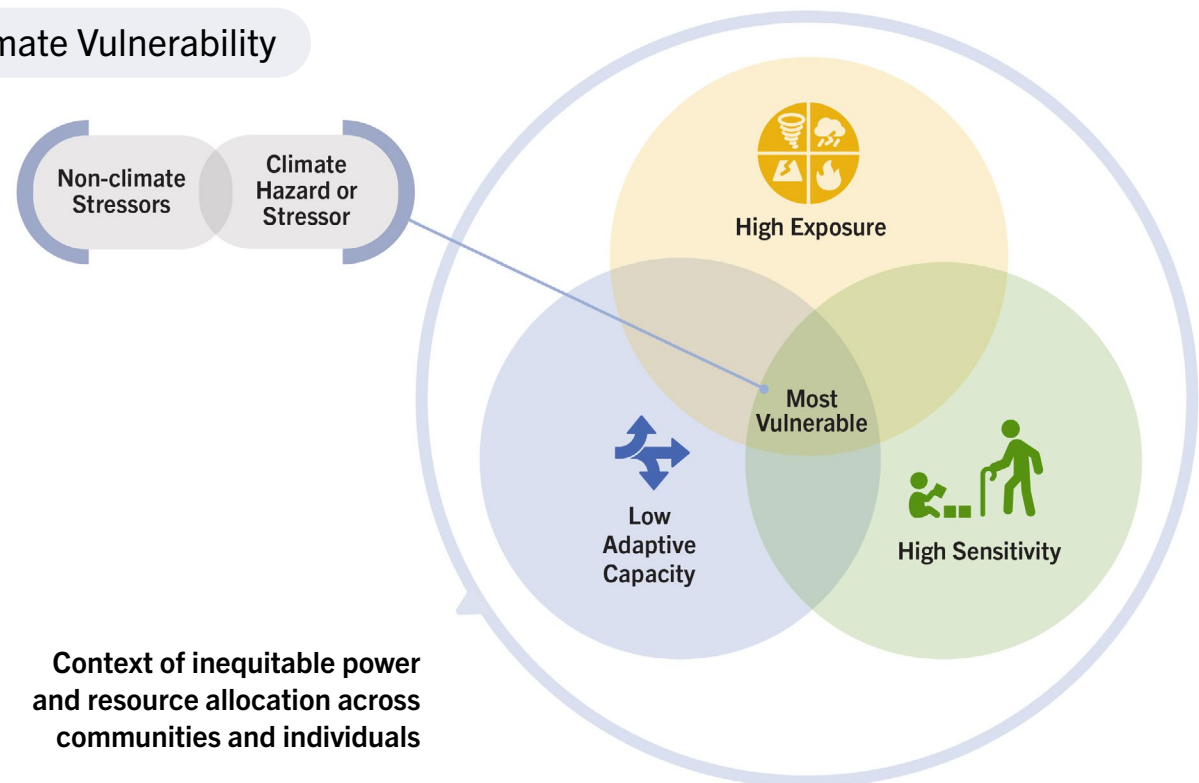 mate Vulnerability
Non-climate
Stressors
Climate
Hazard or
Stressor
High Exposure
Most
Vulnerable
Low
Adaptive
Capacity
High Sensitivity
Context of inequitable power
and resource allocation across
communities and individuals